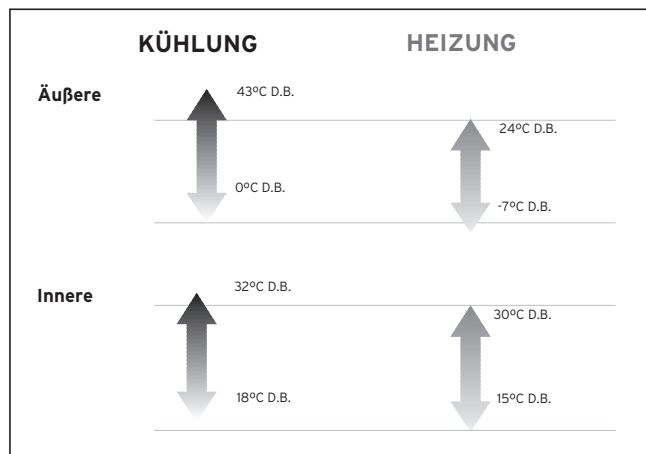 KÜHLUNG HEIZUNG
Äußere
43ºC D.B.
24ºC D.B.
0ºC D.B.
-7ºC D.B.
Innere
32ºC D.B.
30ºC D.B.
18ºC D.B.
15ºC D.B.